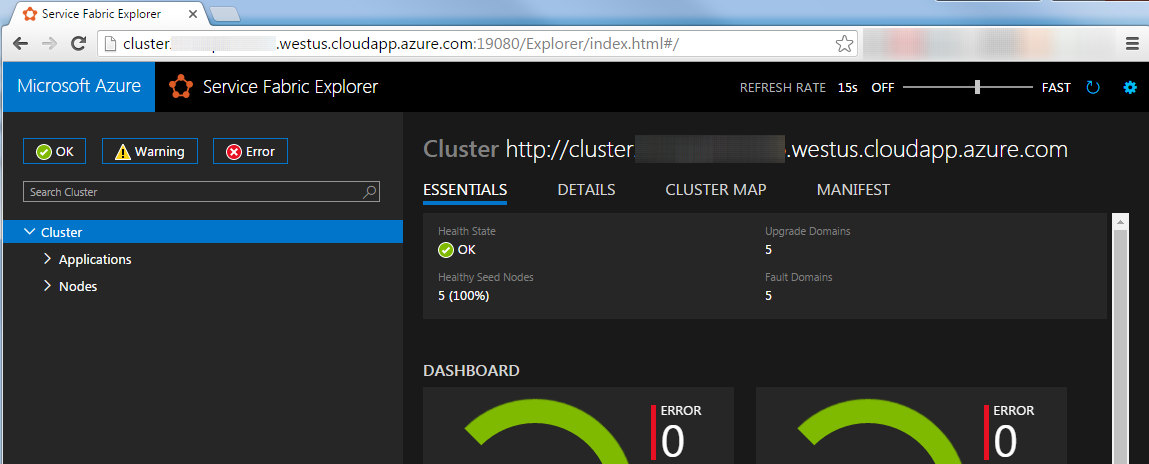 Service Fabric Explorer
cluster. .westus.cloudapp.azure.com:19080/Explorer/index.html#/
Microsoft Azure Service Fabric Explorer REFRESH RATE 15s OFF FAST
OK Warning Error
Search Cluster
Cluster
Applications
Nodes
Cluster http://cluster. .westus.cloudapp.azure.com
ESSENTIALS DETAILS CLUSTER MAP MANIFEST
Health State Upgrade Domains
OK 5
Healthy Seed Nodes Fault Domains
5 (100%) 5
DASHBOARD
ERROR ERROR
0 0